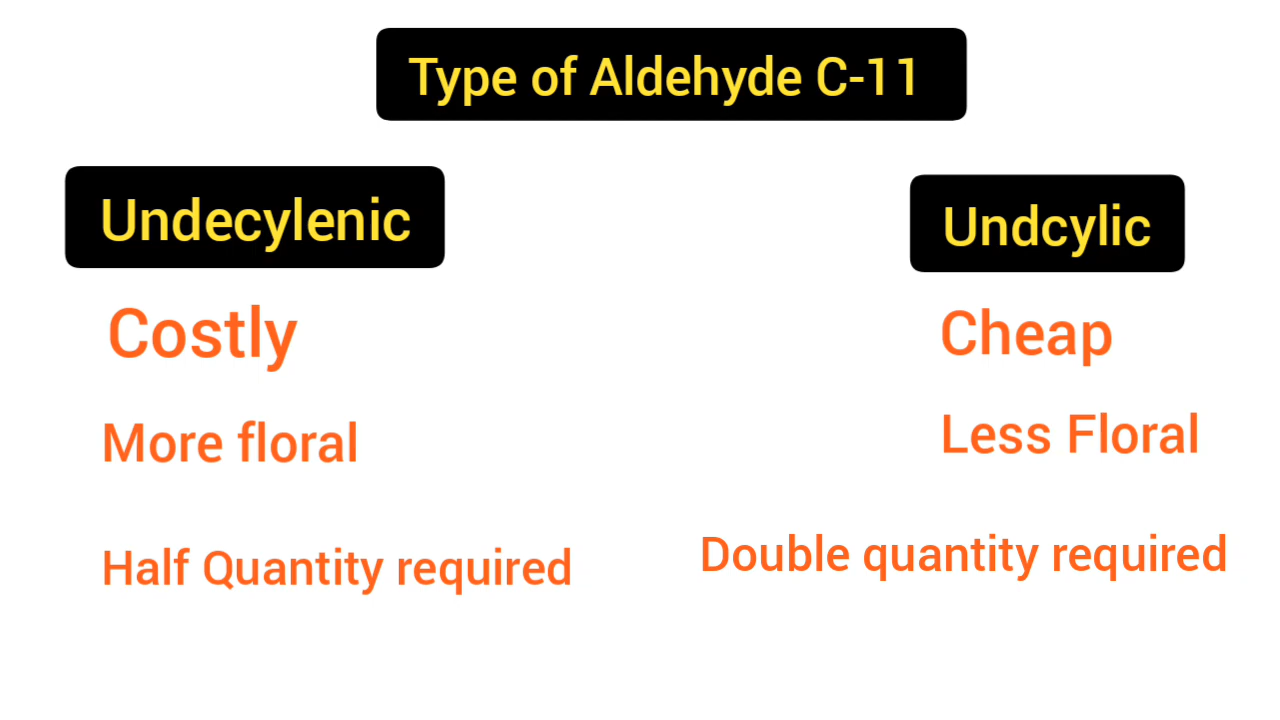 Type of Aldehyde C-11
Undecylenic
Undcylic
Costly
Cheap
More floral
Less Floral
Half Quantity required
Double quantity required